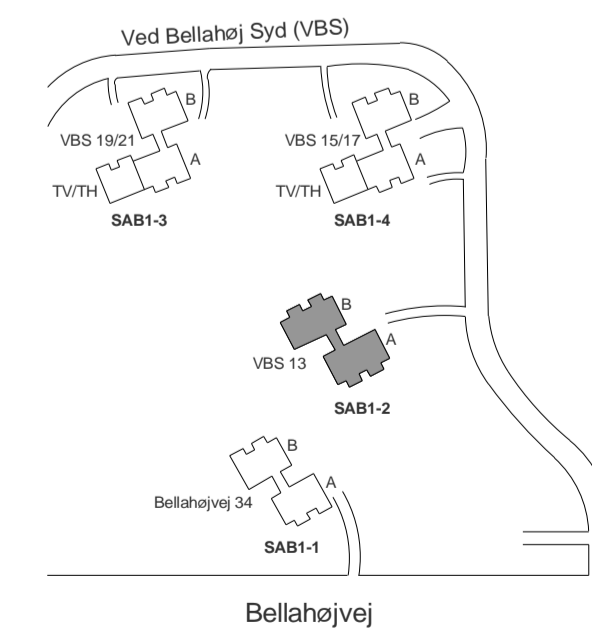 Ved Bellahøj Syd (VBS)
B
VBS 19/21
A
TV/TH
SAB1-3
B
VBS 15/17
A
TV/TH
SAB1-4
B
A
VBS 13
SAB1-2
B
A
Bellahøjvej 34
SAB1-1
Bellahøjvej